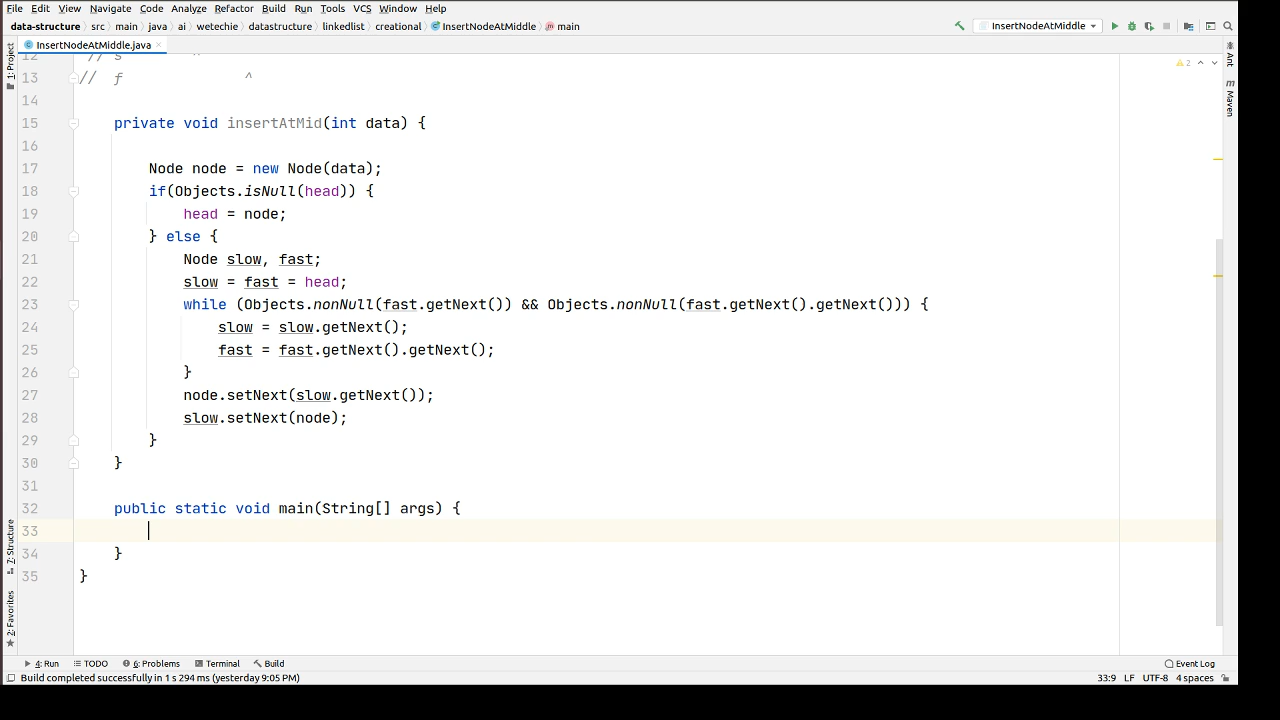 File Edit View Navigate Code Analyze Refactor Build Run Tools VCS Window Help
data-structure src main java ai wetechie datastructure linkedlist creational InsertNodeAtMiddle main InsertNodeAtMiddle
InsertNodeAtMiddle.java
1: Project
Ant
Maven
2
12 // s ^
13 // f ^
14
15 private void insertAtMid(int data) {
16
17 Node node = new Node(data);
18 if(Objects.isNull(head)) {
19 head = node;
20 } else {
21 Node slow, fast;
22 slow = fast = head;
23 while (Objects.nonNull(fast.getNext()) && Objects.nonNull(fast.getNext().getNext())) {
24 slow = slow.getNext();
25 fast = fast.getNext().getNext();
26 }
27 node.setNext(slow.getNext());
28 slow.setNext(node);
29 }
30 }
31
32 public static void main(String[] args) {
33
34 }
35 }
7: Structure
2: Favorites
4: Run TODO 6: Problems Terminal Build Event Log
Build completed successfully in 1 s 294 ms (yesterday 9:05 PM) 33:9 LF UTF-8 4 spaces